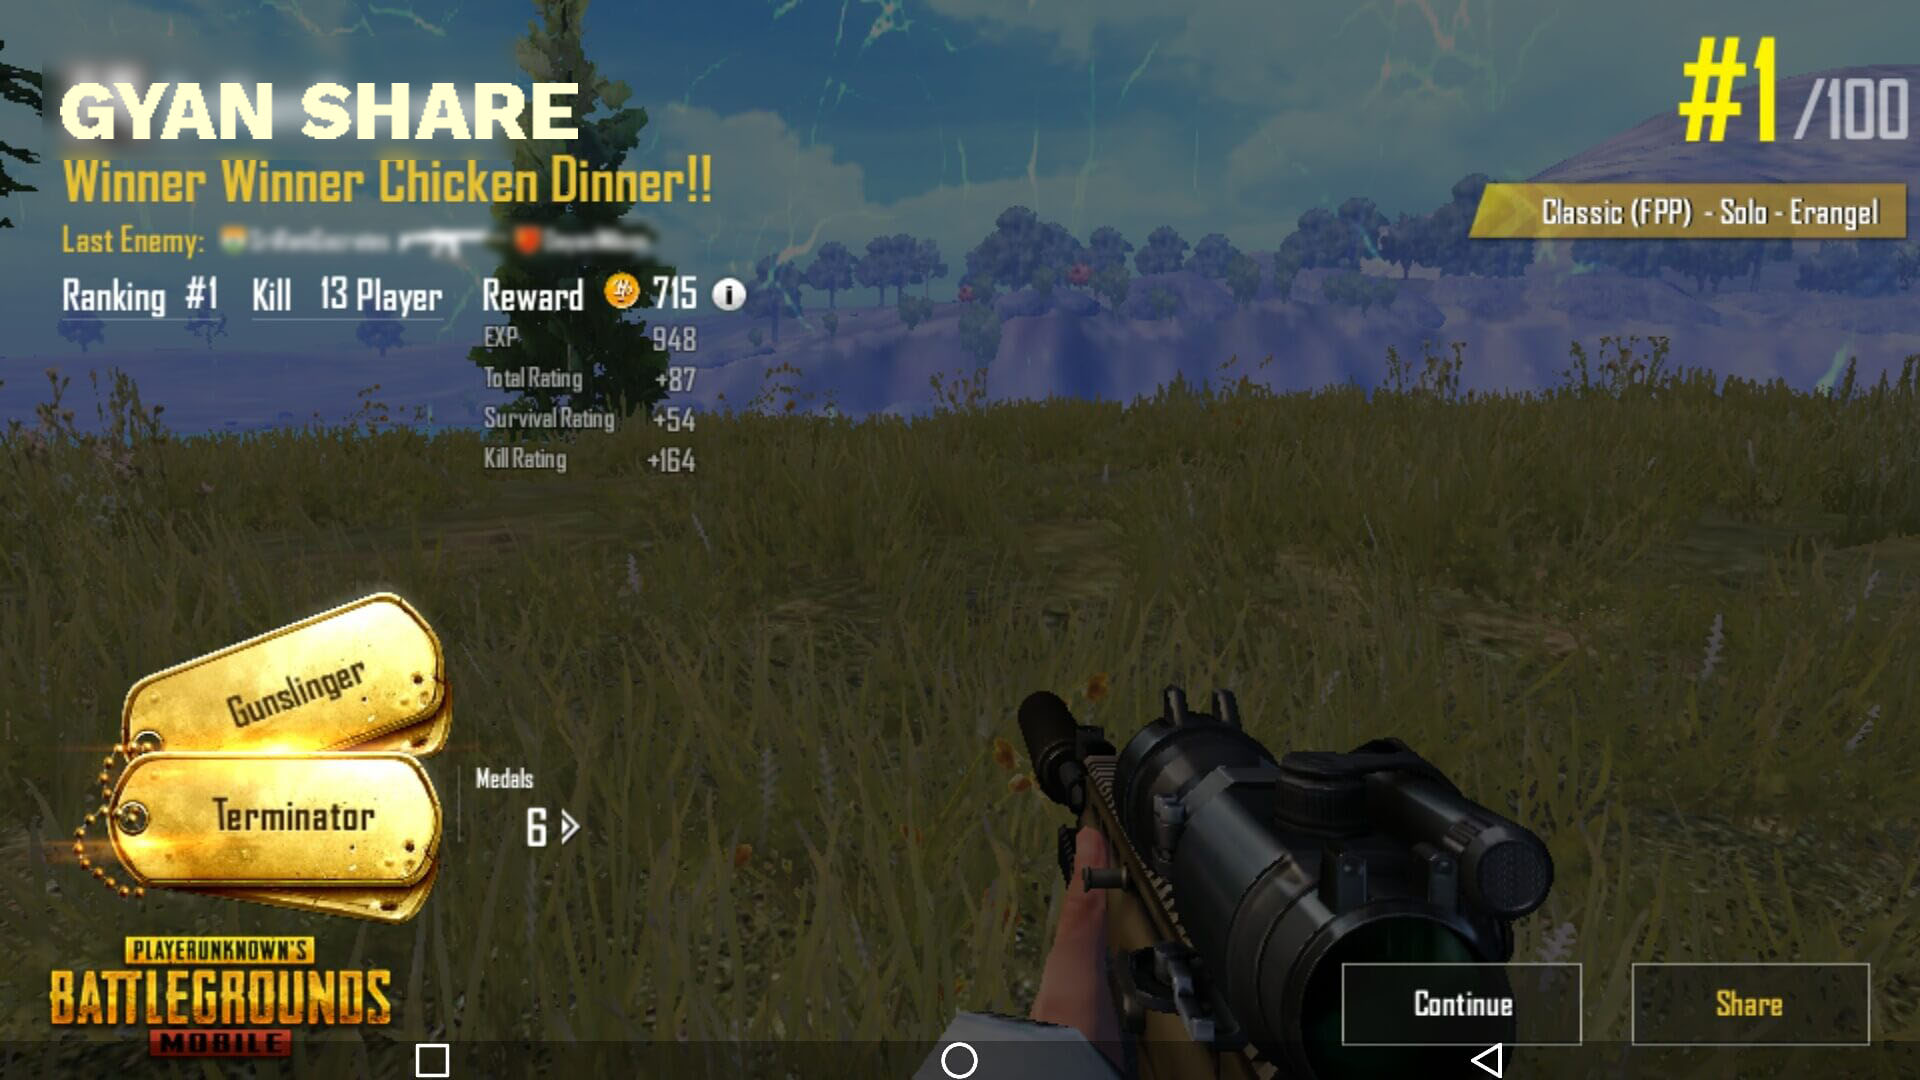 GYAN SHARE
#1/100
Winner Winner Chicken Dinner!!
Classic (FPP) - Solo - Erangel
Last Enemy:
Ranking #1 Kill 13 Player Reward 715 i
EXP 948
Total Rating +87
Survival Rating +54
Kill Rating +164
Gunslinger
Terminator
Medals
6
PLAYERUNKNOWN'S
BATTLEGROUNDS
MOBILE
Continue
Share